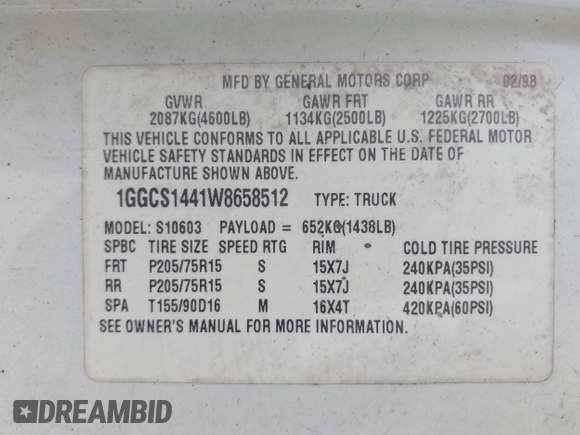 MFD BY GENERAL MOTORS CORP 02/98
GVWR GAWR FRT GAWR RR
2087KG(4600LB) 1134KG(2500LB) 1225KG(2700LB)
THIS VEHICLE CONFORMS TO ALL APPLICABLE U.S. FEDERAL MOTOR
VEHICLE SAFETY STANDARDS IN EFFECT ON THE DATE OF
MANUFACTURE SHOWN ABOVE.
1GGCS1441W8658512 TYPE: TRUCK
MODEL: S10603 PAYLOAD = 652KG(1438LB)
SPBC TIRE SIZE SPEED RTG RIM COLD TIRE PRESSURE
FRT P205/75R15 S 15X7J 240KPA(35PSI)
RR P205/75R15 S 15X7J 240KPA(35PSI)
SPA T155/90D16 M 16X4T 420KPA(60PSI)
SEE OWNER'S MANUAL FOR MORE INFORMATION.
DREAMBID